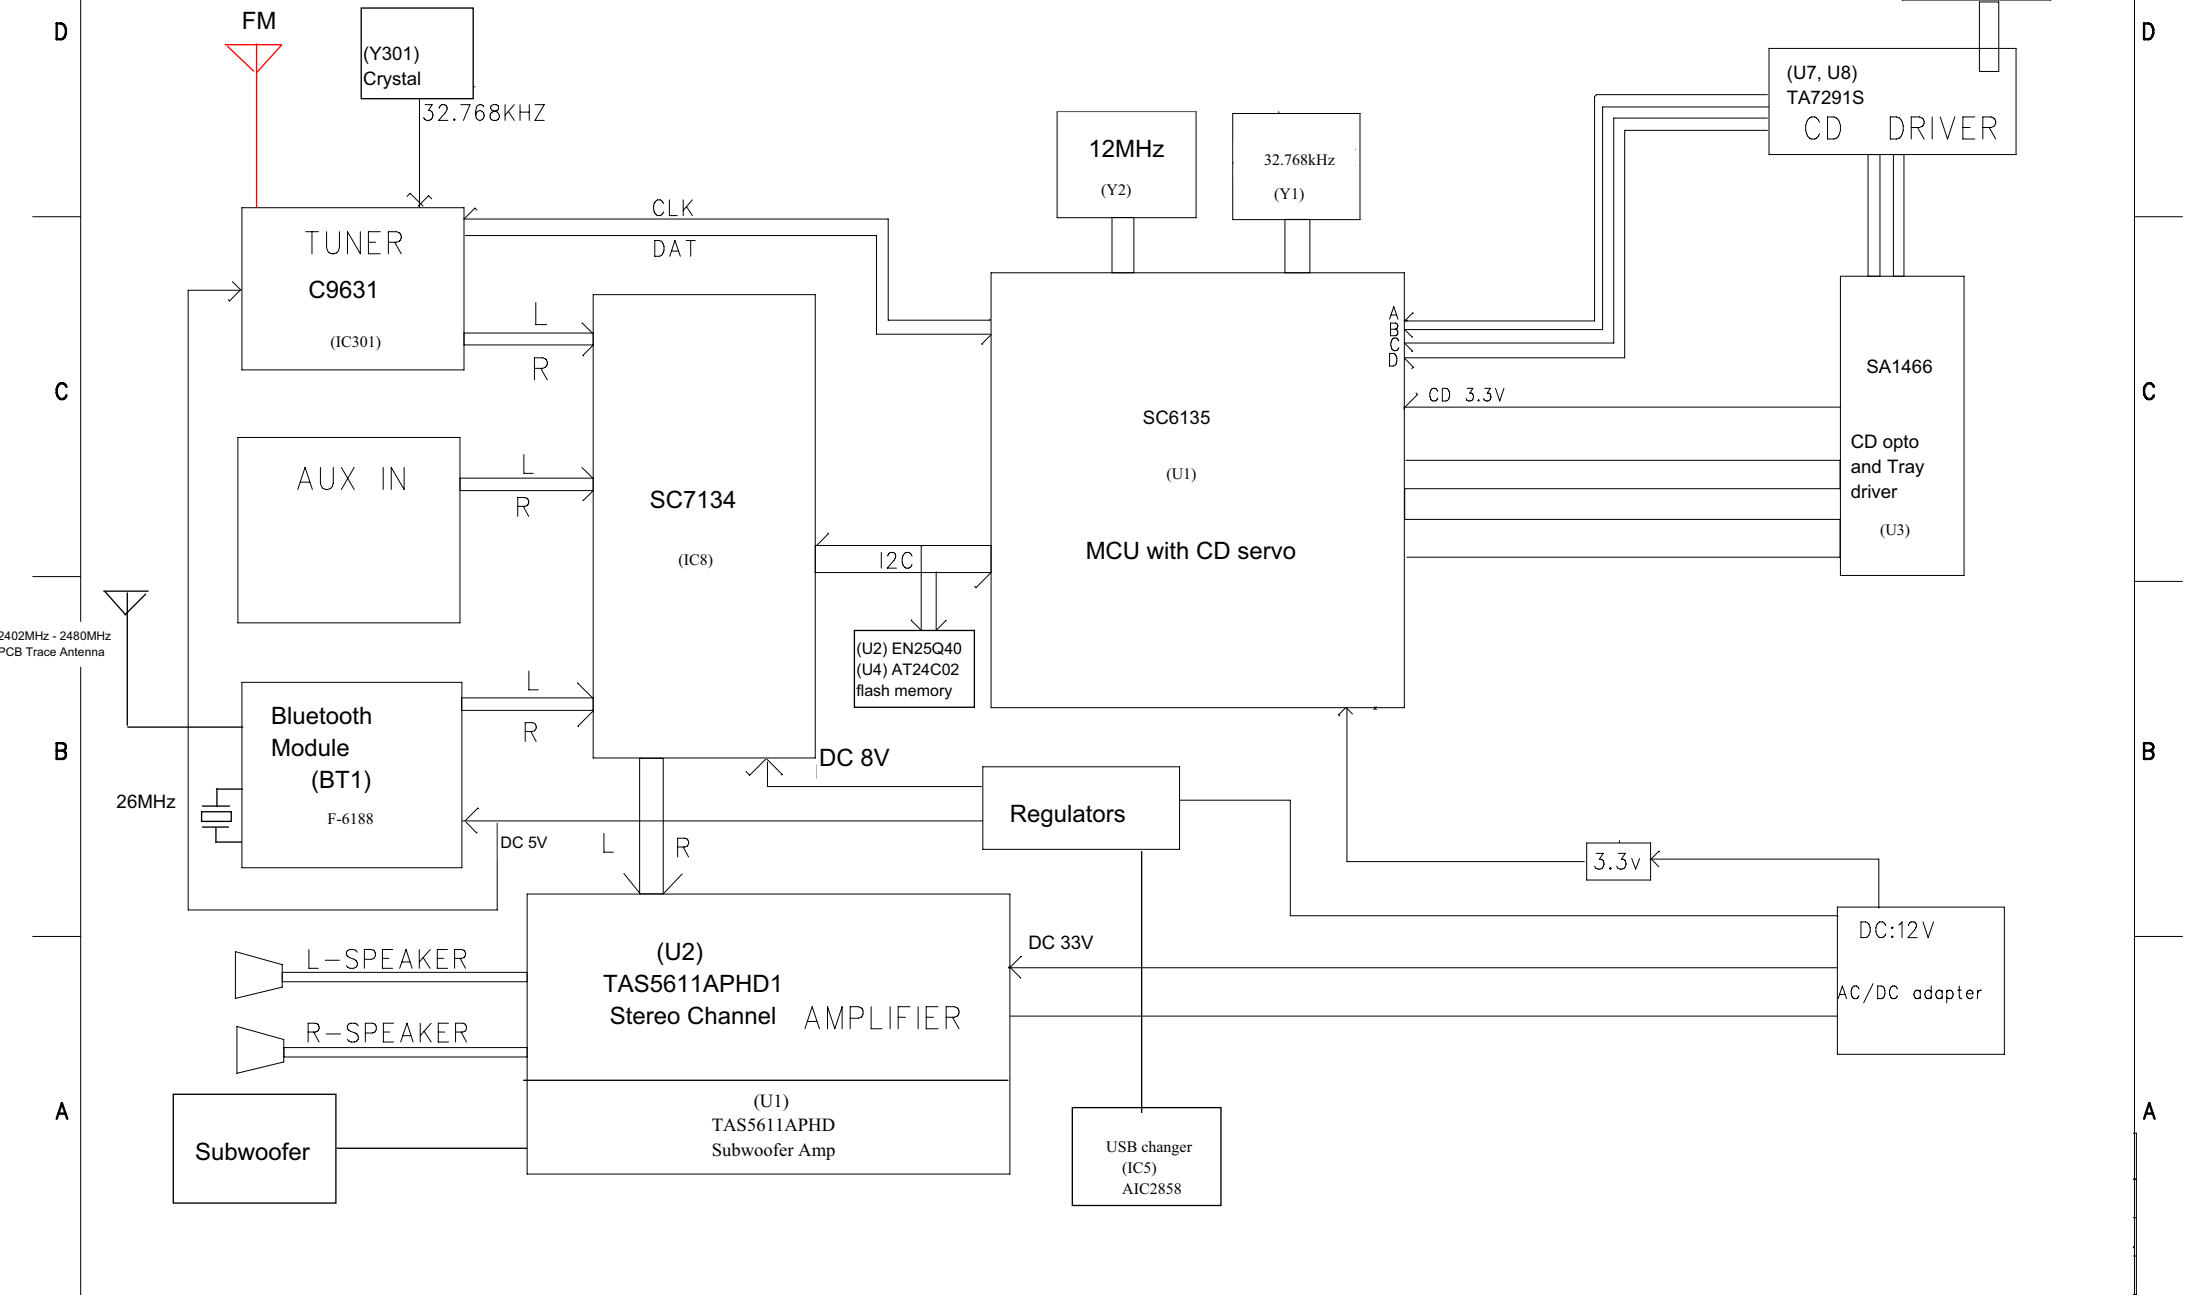 D
FM
(Y301)
Crystal
32.768KHZ
D
(U7, U8)
TA7291S
CD DRIVER
12MHz
(Y2)
32.768kHz
(Y1)
TUNER
C9631
(IC301)
CLK
DAT
L
R
A
B
C
D
CD 3.3V
C
C
AUX IN
L
R
SC7134
(IC8)
I2C
SC6135
(U1)
MCU with CD servo
SA1466
CD opto
and Tray
driver
(U3)
2402MHz - 2480MHz
PCB Trace Antenna
(U2) EN25Q40
(U4) AT24C02
flash memory
B
B
Bluetooth
Module
(BT1)
F-6188
26MHz
L
R
DC 8V
DC 5V
L
R
Regulators
3.3v
DC:12V
AC/DC adapter
DC 33V
L-SPEAKER
R-SPEAKER
(U2)
TAS5611APHD1
Stereo Channel
AMPLIFIER
A
A
Subwoofer
(U1)
TAS5611APHD
Subwoofer Amp
USB changer
(IC5)
AIC2858